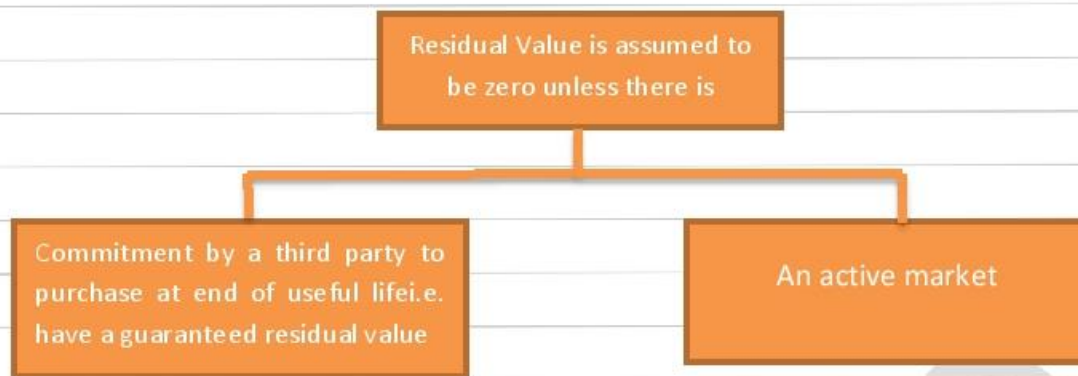 Residual Value is assumed to
be zero unless there is
Commitment by a third party to
purchase at end of useful lifei.e.
have a guaranteed residual value
An active market